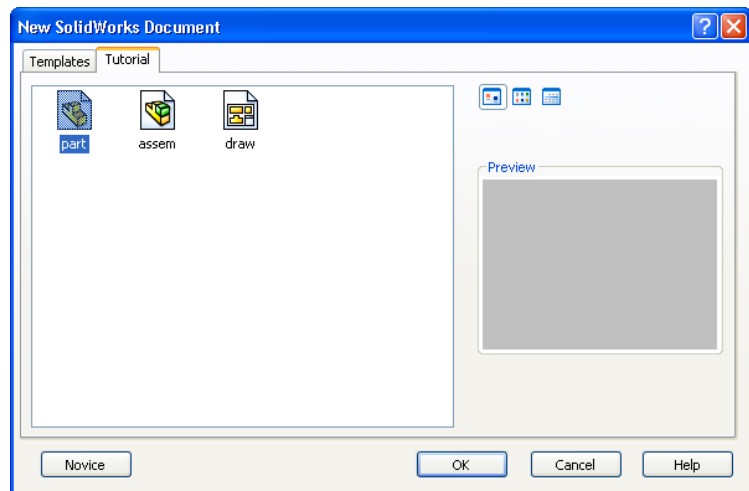 New SolidWorks Document
Templates Tutorial
part assem draw
Preview
Novice OK Cancel Help